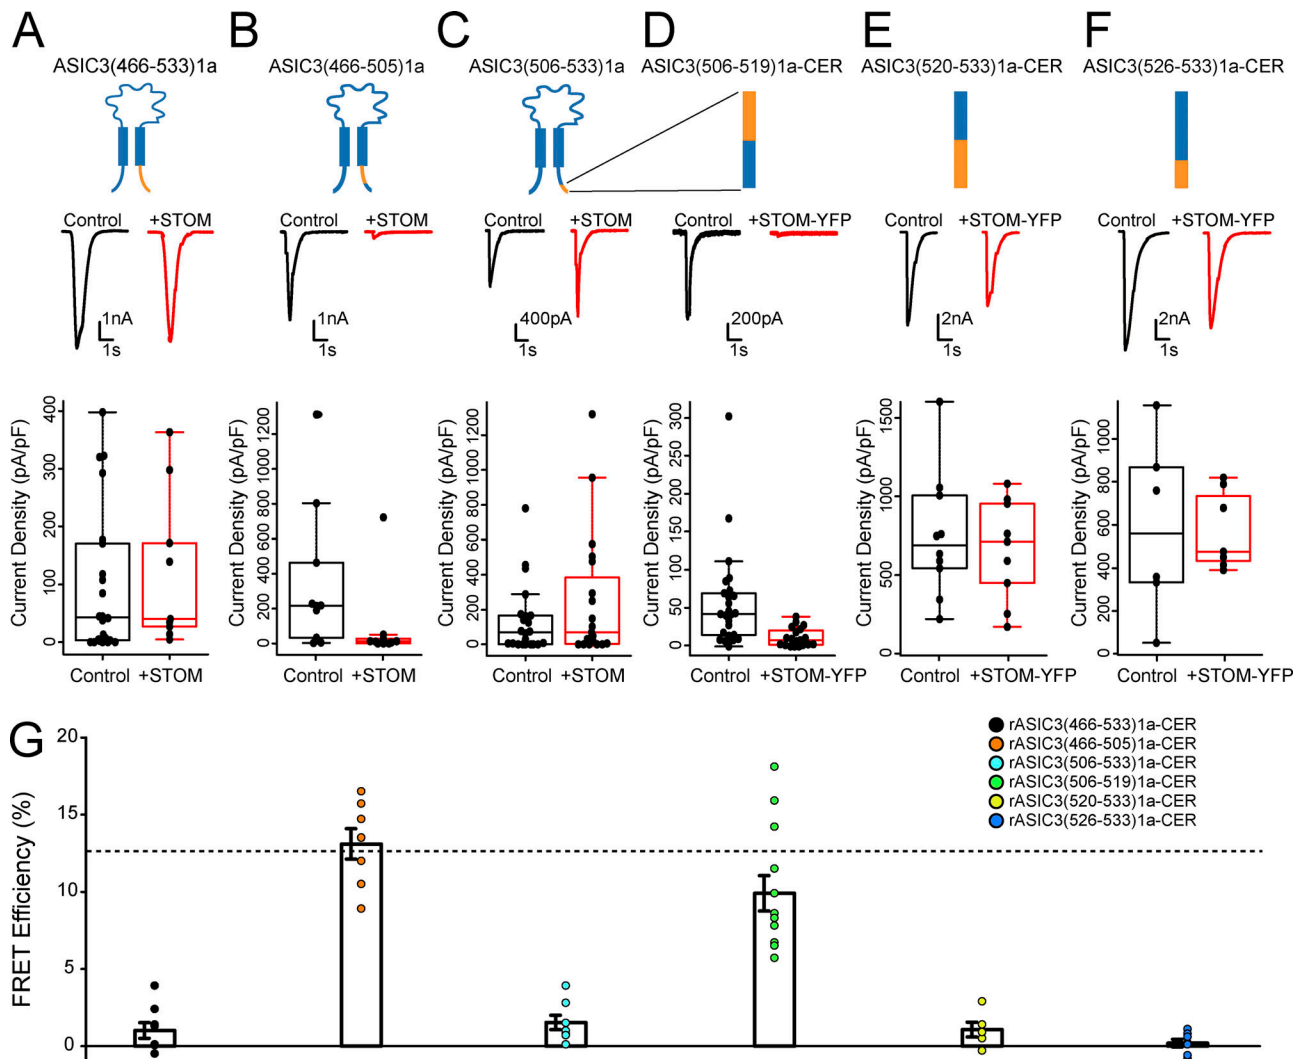 A
ASIC3(466-533)1a
Control
+STOM
1nA
1s
Current Density (pA/pF)
400
300
200
100
0
Control
+STOM
B
ASIC3(466-505)1a
Control
+STOM
1nA
1s
Current Density (pA/pF)
1200
1000
800
600
400
200
0
Control
+STOM
C
ASIC3(506-533)1a
Control
+STOM
400pA
1s
Current Density (pA/pF)
1200
1000
800
600
400
200
0
Control
+STOM
D
ASIC3(506-519)1a-CER
Control
+STOM-YFP
200pA
1s
Current Density (pA/pF)
300
250
200
150
100
50
0
Control
+STOM-YFP
E
ASIC3(520-533)1a-CER
Control
+STOM-YFP
2nA
1s
Current Density (pA/pF)
1500
1000
500
0
Control
+STOM-YFP
F
ASIC3(526-533)1a-CER
Control
+STOM-YFP
2nA
1s
Current Density (pA/pF)
1000
800
600
400
200
0
Control
+STOM-YFP
G
FRET Efficiency (%)
20
15
10
5
0
rASIC3(466-533)1a-CER
rASIC3(466-505)1a-CER
rASIC3(506-533)1a-CER
rASIC3(506-519)1a-CER
rASIC3(520-533)1a-CER
rASIC3(526-533)1a-CER